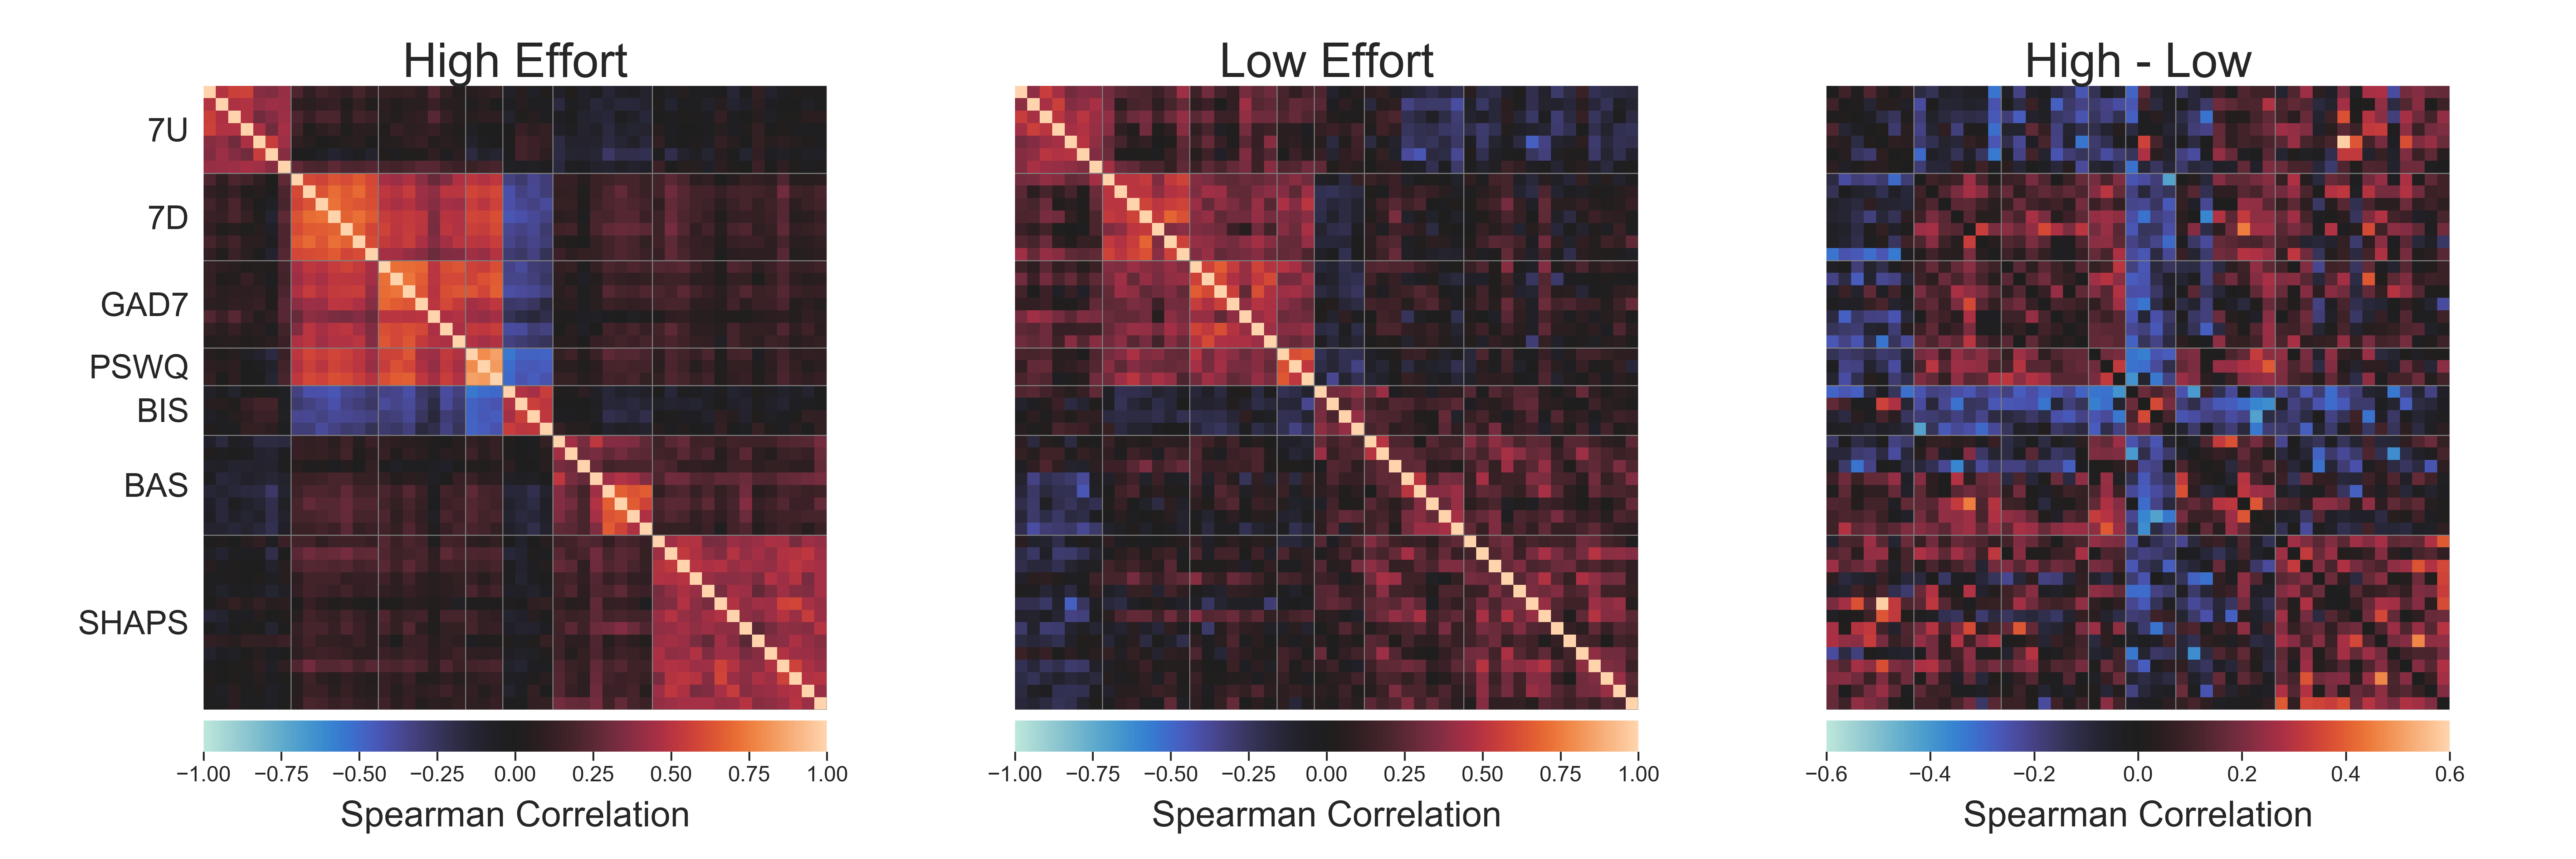 High Effort
Low Effort
High - Low
7U
7D
GAD7
PSWQ
BIS
BAS
SHAPS
−1.00 −0.75 −0.50 −0.25 0.00 0.25 0.50 0.75 1.00
−1.00 −0.75 −0.50 −0.25 0.00 0.25 0.50 0.75 1.00
−0.6 −0.4 −0.2 0.0 0.2 0.4 0.6
Spearman Correlation
Spearman Correlation
Spearman Correlation